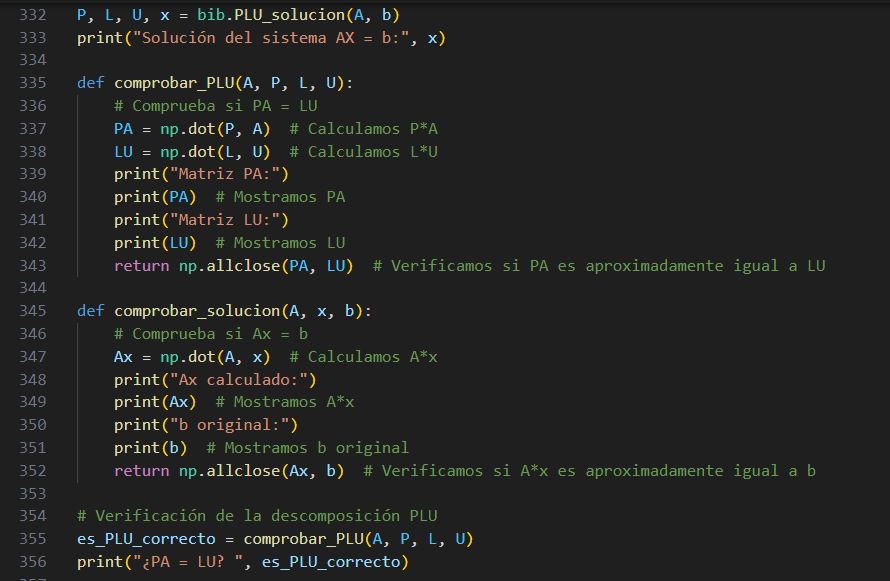 332 P, L, U, x = bib.PLU_solucion(A, b)
333 print("Solución del sistema AX = b:", x)
334
335 def comprobar_PLU(A, P, L, U):
336     # Comprueba si PA = LU
337     PA = np.dot(P, A)  # Calculamos P*A
338     LU = np.dot(L, U)  # Calculamos L*U
339     print("Matriz PA:")
340     print(PA)  # Mostramos PA
341     print("Matriz LU:")
342     print(LU)  # Mostramos LU
343     return np.allclose(PA, LU)  # Verificamos si PA es aproximadamente igual a LU
344
345 def comprobar_solucion(A, x, b):
346     # Comprueba si Ax = b
347     Ax = np.dot(A, x)  # Calculamos A*x
348     print("Ax calculado:")
349     print(Ax)  # Mostramos A*x
350     print("b original:")
351     print(b)  # Mostramos b original
352     return np.allclose(Ax, b)  # Verificamos si A*x es aproximadamente igual a b
353
354 # Verificación de la descomposición PLU
355 es_PLU_correcto = comprobar_PLU(A, P, L, U)
356 print("¿PA = LU? ", es_PLU_correcto)